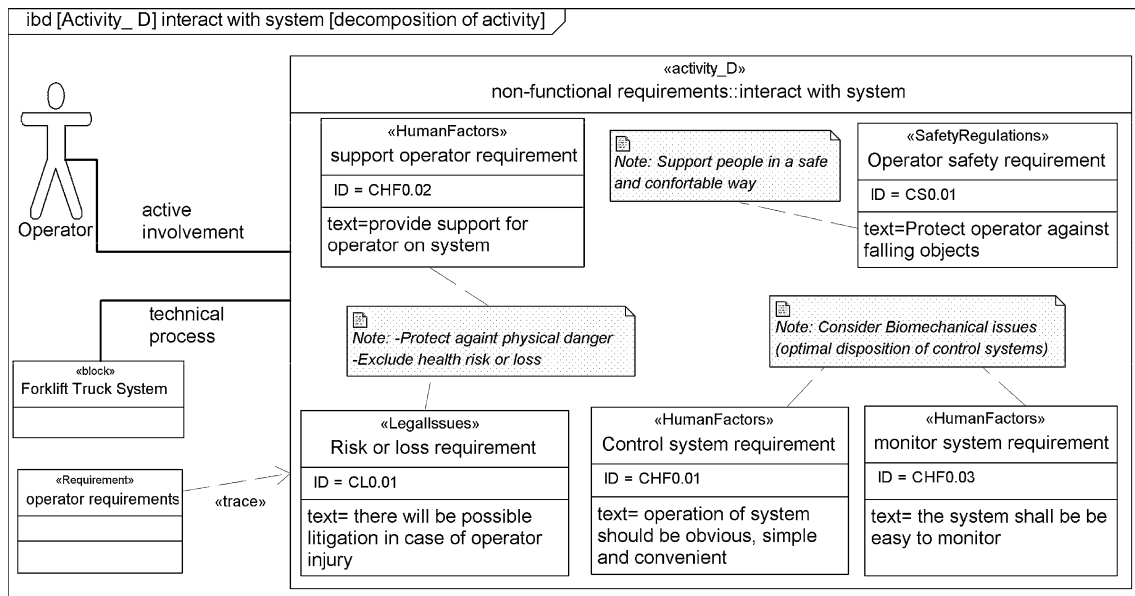 ibd [Activity_ D] interact with system [decomposition of activity]
«activity_D»
non-functional requirements::interact with system
Operator
active
involvement
technical
process
«block»
Forklift Truck System
«Requirement»
operator requirements
«trace»
«HumanFactors»
support operator requirement
ID = CHF0.02
text=provide support for
operator on system
Note: Support people in a safe
and confortable way
«SafetyRegulations»
Operator safety requirement
ID = CS0.01
text=Protect operator against
falling objects
Note: -Protect againt physical danger
-Exclude health risk or loss
Note: Consider Biomechanical issues
(optimal disposition of control systems)
«LegalIssues»
Risk or loss requirement
ID = CL0.01
text= there will be possible
litigation in case of operator
injury
«HumanFactors»
Control system requirement
ID = CHF0.01
text= operation of system
should be obvious, simple
and convenient
«HumanFactors»
monitor system requirement
ID = CHF0.03
text= the system shall be be
easy to monitor